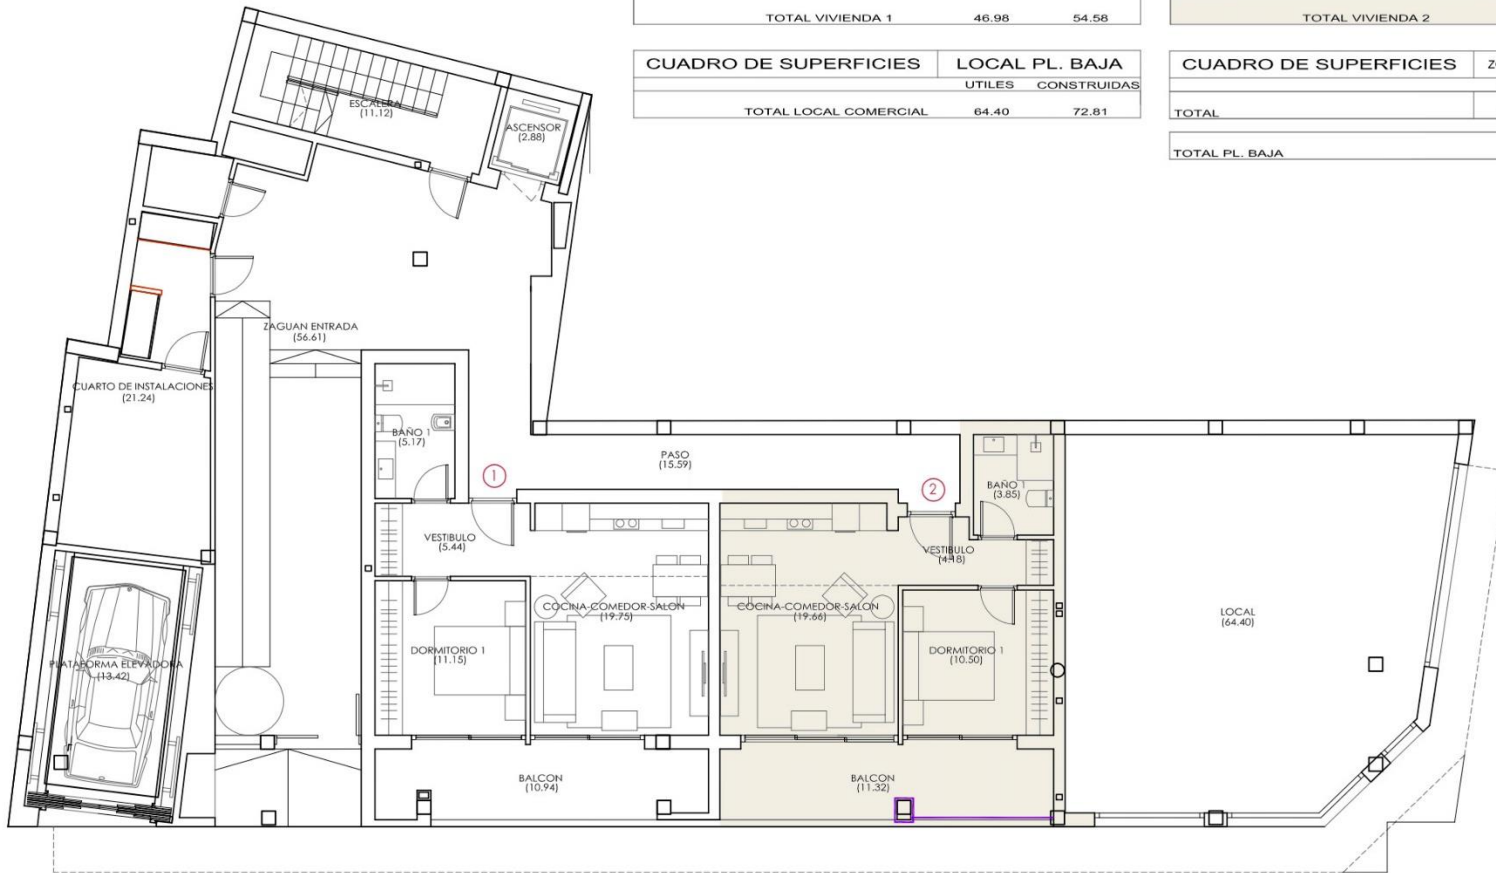 TOTAL VIVIENDA 1 46.98 54.58
TOTAL VIVIENDA 2
CUADRO DE SUPERFICIES LOCAL PL. BAJA
UTILES CONSTRUIDAS
TOTAL LOCAL COMERCIAL 64.40 72.81
CUADRO DE SUPERFICIES
TOTAL
TOTAL PL. BAJA
ESCALERA
(11.12)
ASCENSOR
(2.88)
ZAGUAN ENTRADA
(56.61)
CUARTO DE INSTALACIONES
(21.24)
BAÑO 1
(5.17)
PASO
(15.59)
1
2
BAÑO 1
(3.85)
VESTIBULO
(5.44)
VESTIBULO
(4.18)
COCINA-COMEDOR-SALON
(19.75)
COCINA-COMEDOR-SALON
(19.66)
LOCAL
(64.40)
DORMITORIO 1
(11.15)
DORMITORIO 1
(10.50)
PLATAFORMA ELEVADORA
(13.42)
BALCON
(10.94)
BALCON
(11.32)